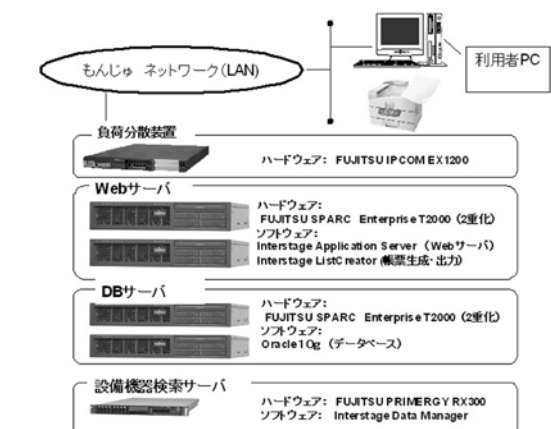 もんじゅ ネットワーク(LAN)
利用者PC
負荷分散装置
ハードウェア: FUJITSU IPCOM EX1200
Webサーバ
ハードウェア:
FUJITSU SPARC Enterprise T2000 (2重化)
ソフトウェア:
Interstage Application Server (Webサーバ)
Interstage ListCreator (帳票生成・出力)
DBサーバ
ハードウェア:
FUJITSU SPARC Enterprise T2000 (2重化)
ソフトウェア:
Oracle10g (データベース)
設備機器検索サーバ
ハードウェア: FUJITSU PRIMERGY RX300
ソフトウェア: Interstage Data Manager